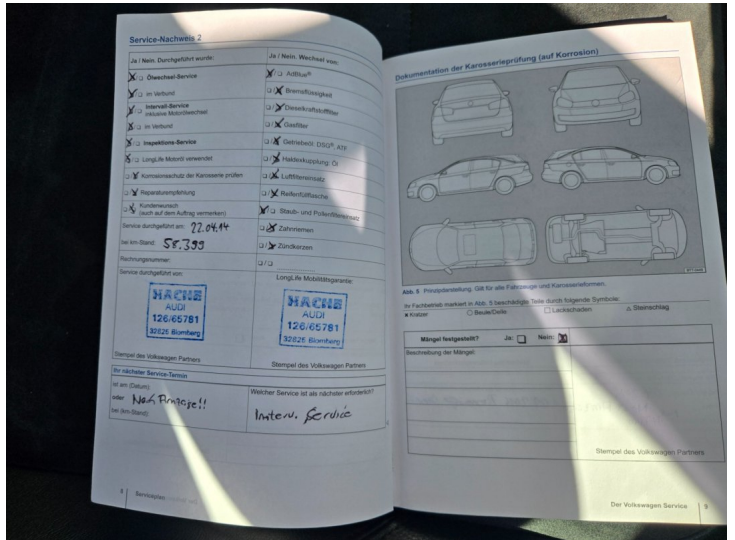 Service-Nachweis 2
Ja / Nein. Durchgeführt wurde:
Ölwechsel-Service
im Verbund
Intervall-Service
inklusive Motorölwechsel
im Verbund
Inspektions-Service
LongLife Motoröl verwendet
Korrosionsschutz der Karosserie prüfen
Reparaturempfehlung
Kundenwunsch
(auch auf dem Auftrag vermerken)
Service durchgeführt am: 22.04.14
bei km-Stand: 58.399
Rechnungsnummer:
Service durchgeführt von:
HACHE
AUDI
126/65781
32825 Blomberg
Stempel des Volkswagen Partners
Ja / Nein. Wechsel von:
AdBlue®
Bremsflüssigkeit
Dieselkraftstofffilter
Gasfilter
Getriebeöl: DSG®, ATF
Haldexkupplung: Öl
Luftfiltereinsatz
Reifenfüllflasche
Staub- und Pollenfiltereinsatz
Zahnriemen
Zündkerzen
LongLife Mobilitätsgarantie:
HACHE
AUDI
126/65781
32825 Blomberg
Stempel des Volkswagen Partners
Ihr nächster Service-Termin
ist am (Datum):
oder Nach Anzeige!!
bei (km-Stand):
Welcher Service ist als nächster erforderlich?
Interv. Service
8 Serviceplan
Dokumentation der Karosserieprüfung (auf Korrosion)
Abb. 5 Prinzipdarstellung: Gilt für alle Fahrzeuge und Karosserieformen.
Ihr Fachbetrieb markiert in Abb. 5 beschädigte Teile durch folgende Symbole:
Kratzer Beule/Delle Lackschaden Steinschlag
Mängel festgestellt? Ja: Nein:
Beschreibung der Mängel:
Stempel des Volkswagen Partners
Der Volkswagen Service 9